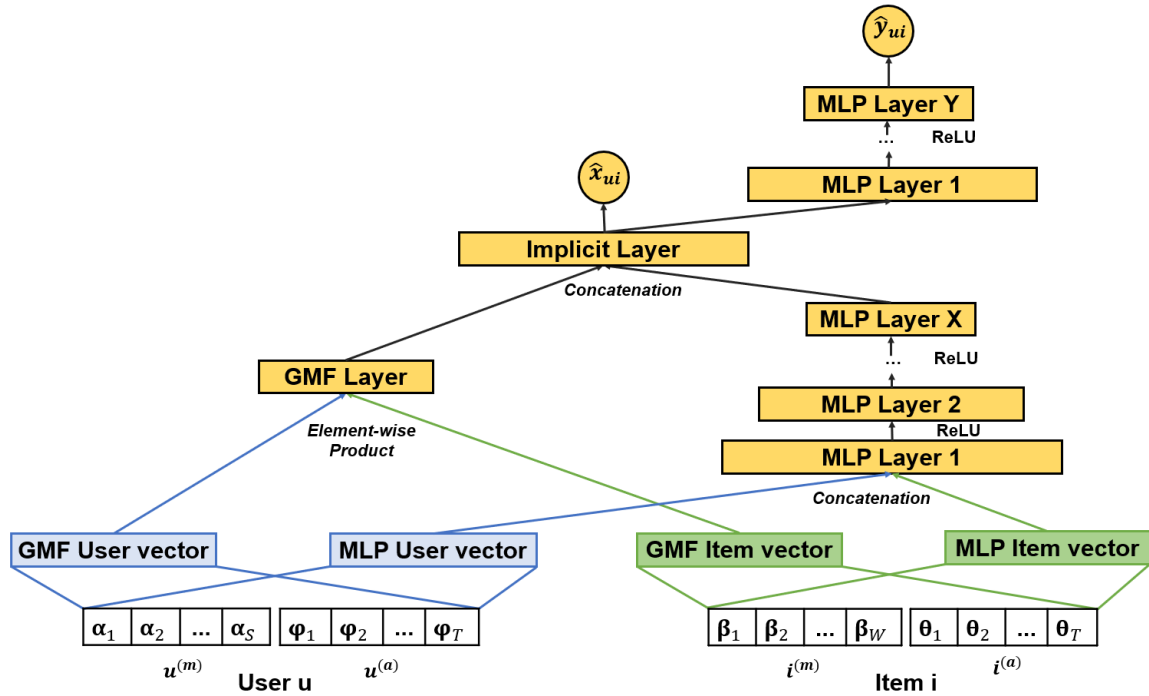 ŷ_ui
MLP Layer Y
... ReLU
x̂_ui
MLP Layer 1
Implicit Layer
Concatenation
MLP Layer X
... ReLU
GMF Layer
MLP Layer 2
Element-wise
Product
ReLU
MLP Layer 1
Concatenation
GMF User vector
MLP User vector
GMF Item vector
MLP Item vector
α_1 α_2 ... α_S
φ_1 φ_2 ... φ_T
β_1 β_2 ... β_W
θ_1 θ_2 ... θ_T
u^(m)
u^(a)
i^(m)
i^(a)
User u
Item i